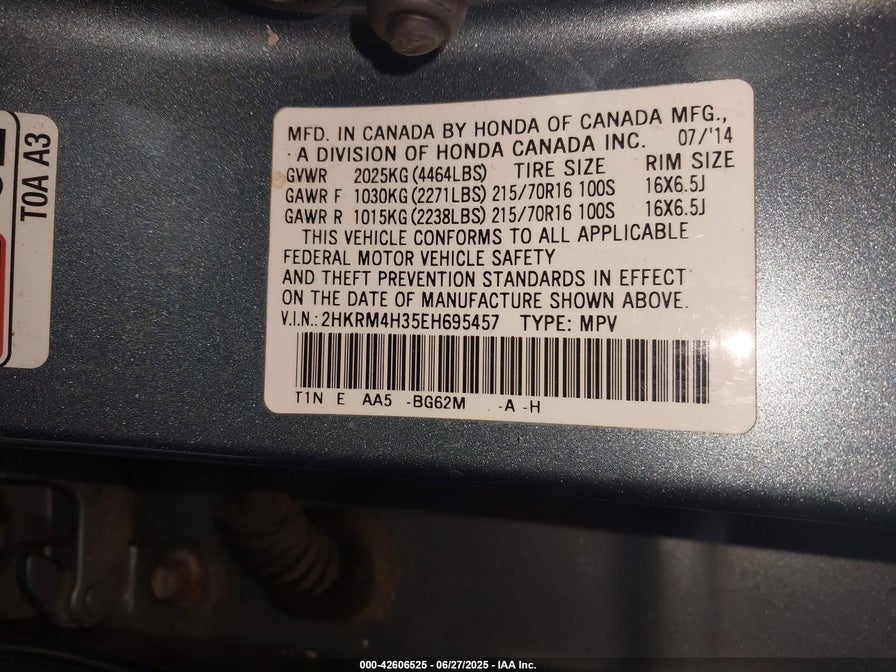 T0A A3
MFD. IN CANADA BY HONDA OF CANADA MFG.,
A DIVISION OF HONDA CANADA INC. 07/'14
GVWR 2025KG(4464LBS) TIRE SIZE RIM SIZE
GAWR F 1030KG(2271LBS) 215/70R16 100S 16X6.5J
GAWR R 1015KG(2238LBS) 215/70R16 100S 16X6.5J
THIS VEHICLE CONFORMS TO ALL APPLICABLE
FEDERAL MOTOR VEHICLE SAFETY
AND THEFT PREVENTION STANDARDS IN EFFECT
ON THE DATE OF MANUFACTURE SHOWN ABOVE.
V.I.N.: 2HKRM4H35EH695457 TYPE: MPV
T1N E AA5 -BG62M -A -H
000-42606525 - 06/27/2025 - IAA Inc.